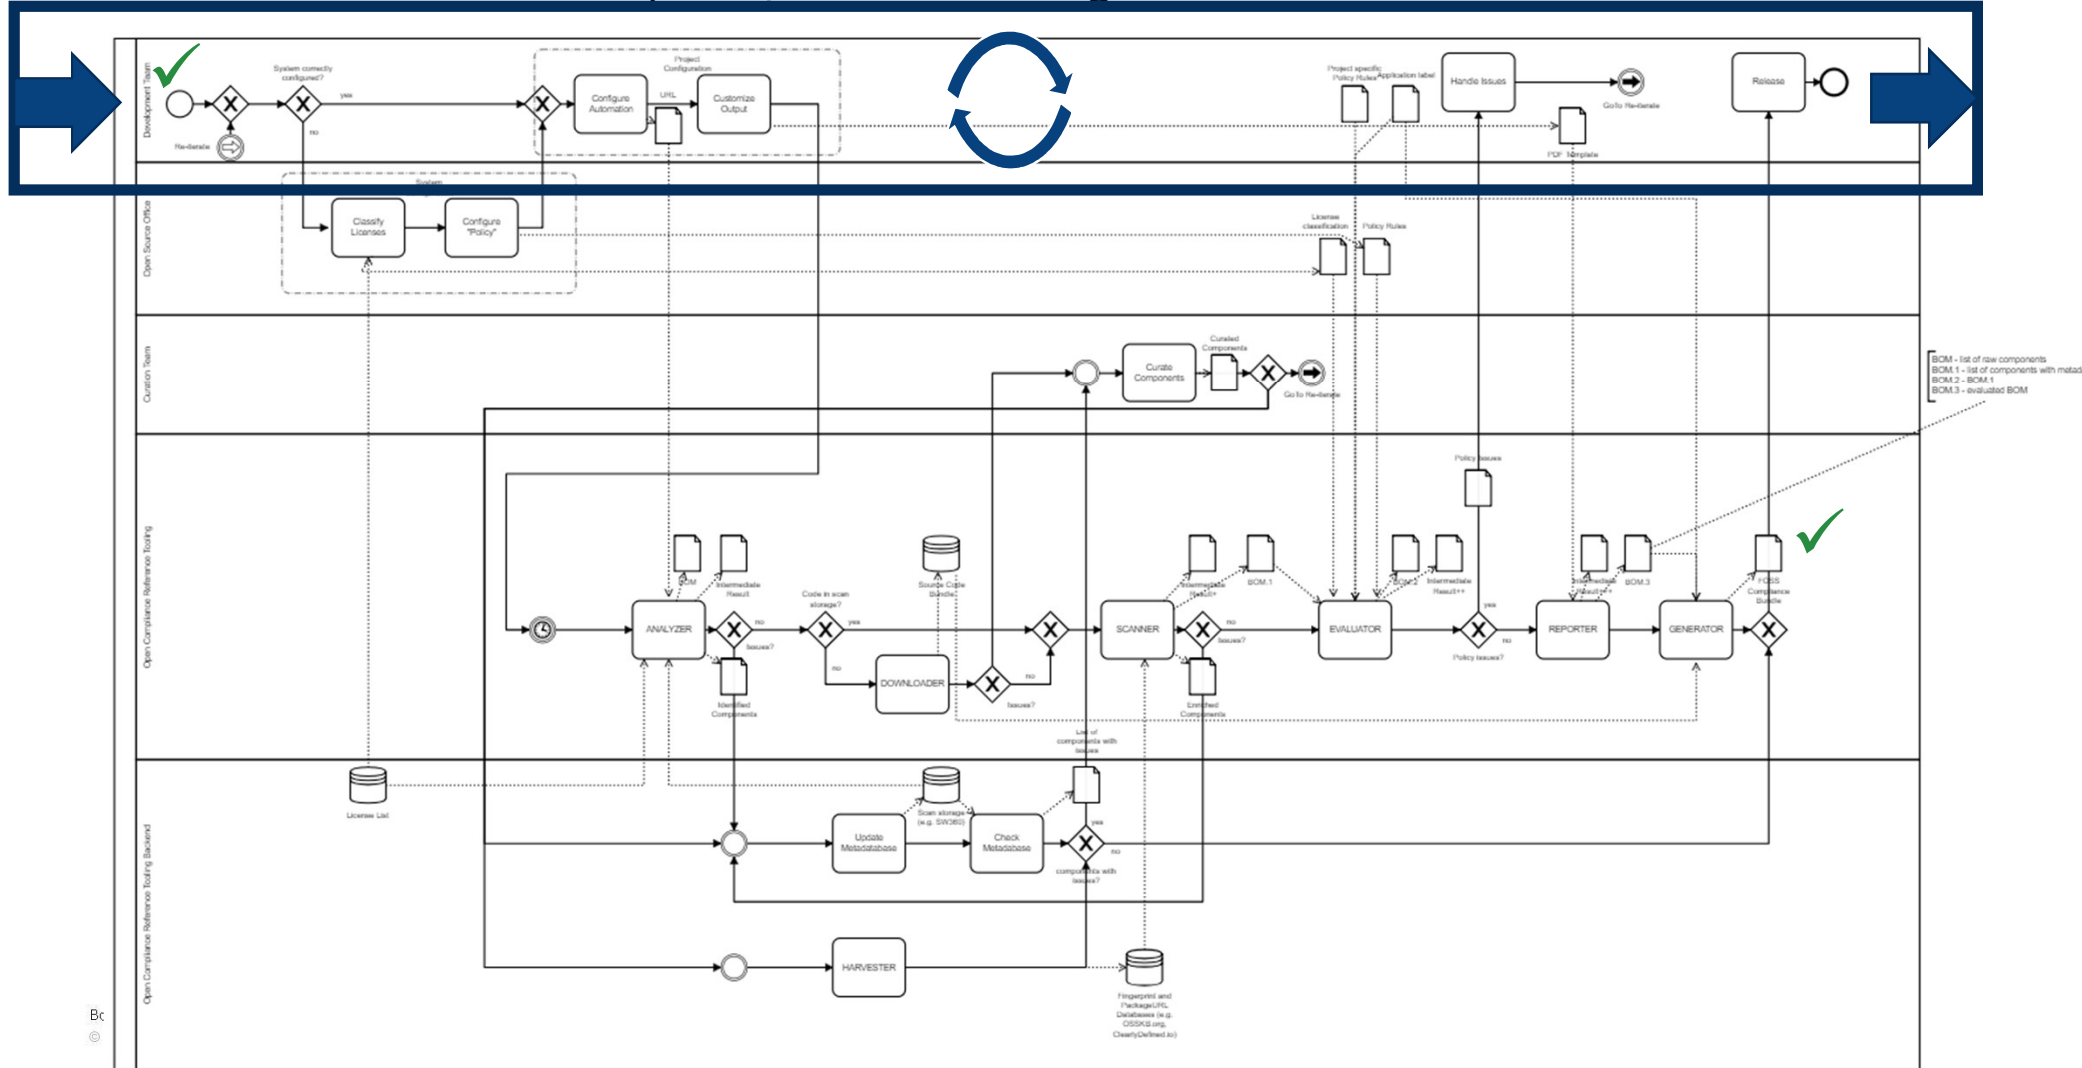 Development Team
System correctly
configured?
yes
no
Re-iterate
Project
Configuration
Configure
Automation
URL
Customize
Output
Project specific
Policy Rules
Application label
Handle Issues
GoTo Re-iterate
PDF Template
Release
Open Source Office
System
Classify
Licenses
Configure
"Policy"
License
classification
Policy Rules
Curation Team
Curate
Components
Curated
Components
GoTo Re-iterate
BOM - list of raw components
BOM.1 - list of components with metad
BOM.2 - BOM.1
BOM.3 - evaluated BOM
Open Compliance Reference Tooling
BOM
Intermediate
Result
ANALYZER
no
Issues?
Identified
Components
Code in scan
storage?
yes
no
Source Code
Bundle
DOWNLOADER
no
Issues?
SCANNER
Intermediate
Result+
BOM.1
no
Issues?
Enriched
Components
EVALUATOR
BOM.2
Intermediate
Result++
Policy Issues
yes
no
Policy issues?
REPORTER
Intermediate
Result+++
BOM.3
GENERATOR
FOSS
Compliance
Bundle
Open Compliance Reference Tooling Backend
License List
List of
components with
issues
Scan storage
(e.g. SW360)
Update
Metadatabase
Check
Metadatabase
yes
no
components with
issues?
HARVESTER
Fingerprint and
PackageURL
Databases (e.g.
OSSKB.org,
ClearlyDefined.io)
Bc
©